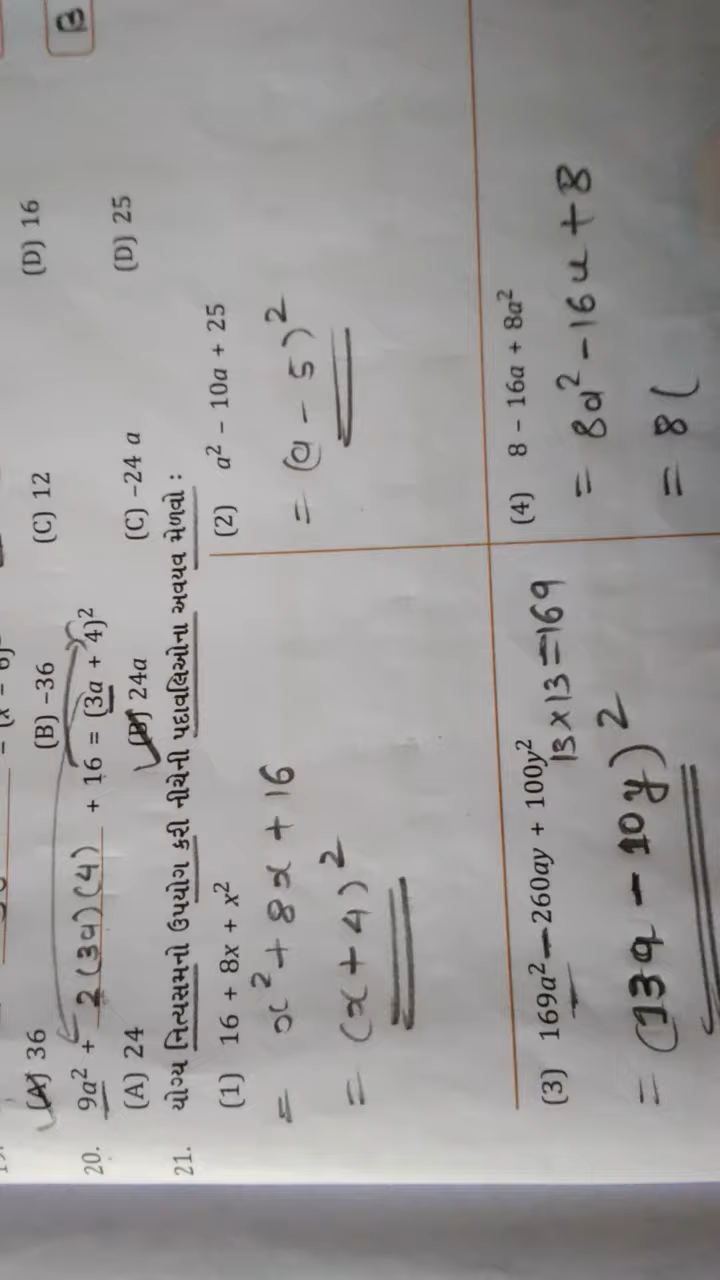 B
= (x − 6)²
(A) 36 (B) −36 (C) 12 (D) 16
20. 9a² + 2(3a)(4) + 16 = (3a + 4)²
(A) 24 (B) 24a (C) −24 a (D) 25
21. યોગ્ય નિત્યસમનો ઉપયોગ કરી નીચેની પદાવલિઓના અવયવ મેળવો :
(1) 16 + 8x + x²
= x² + 8x + 16
= (x + 4)²
(2) a² − 10a + 25
= (a − 5)²
(3) 169a² − 260ay + 100y²
13 x 13 = 169
= (13a − 10y)²
(4) 8 − 16a + 8a²
= 8a² − 16a + 8
= 8 (